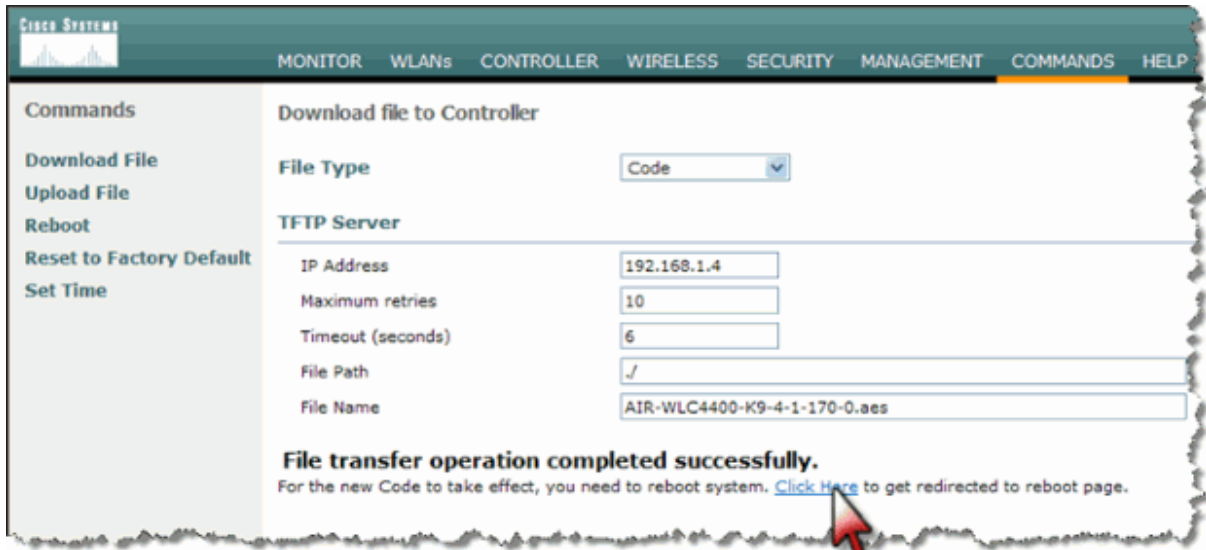 CISCO SYSTEMS
MONITOR WLANs CONTROLLER WIRELESS SECURITY MANAGEMENT COMMANDS HELP
Commands
Download File
Upload File
Reboot
Reset to Factory Default
Set Time
Download file to Controller
File Type Code
TFTP Server
IP Address 192.168.1.4
Maximum retries 10
Timeout (seconds) 6
File Path ./
File Name AIR-WLC4400-K9-4-1-170-0.aes
File transfer operation completed successfully.
For the new Code to take effect, you need to reboot system. Click Here to get redirected to reboot page.